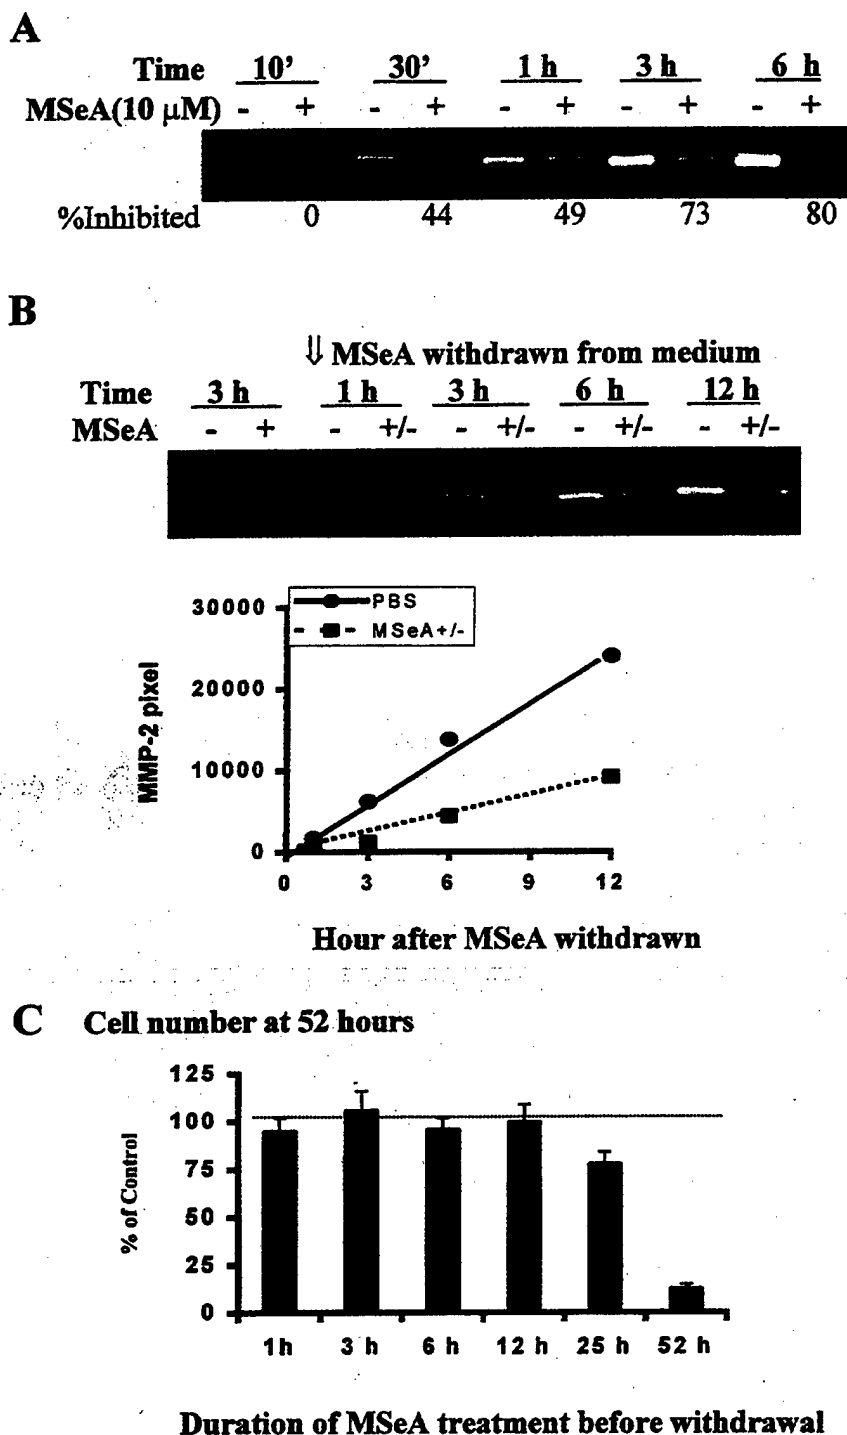 A
Time 10' 30' 1 h 3 h 6 h
MSeA(10 µM) - + - + - + - + - +
%Inhibited 0 44 49 73 80
B
⇓ MSeA withdrawn from medium
Time 3 h 1 h 3 h 6 h 12 h
MSeA - + - +/- - +/- - +/- - +/-
30000
20000
10000
0
MMP-2 pixel
PBS
MSeA+/-
0 3 6 9 12
Hour after MSeA withdrawn
C Cell number at 52 hours
125
100
75
50
25
0
% of Control
1h 3 h 6 h 12 h 25 h 52 h
Duration of MSeA treatment before withdrawal